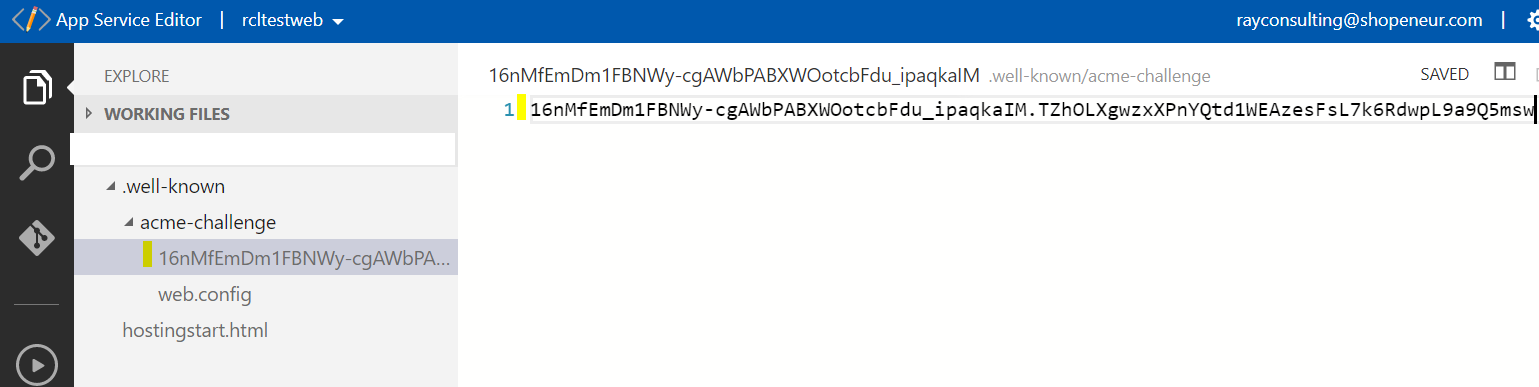 App Service Editor | rcltestweb
rayconsulting@shopeneur.com |
EXPLORE
WORKING FILES
.well-known
acme-challenge
16nMfEmDm1FBNWy-cgAWbPA...
web.config
hostingstart.html
16nMfEmDm1FBNWy-cgAWbPABXWOotcbFdu_ipaqkaIM .well-known/acme-challenge
SAVED
1 16nMfEmDm1FBNWy-cgAWbPABXWOotcbFdu_ipaqkaIM.TZhOLXgwzxXPnYQtd1WEAzesFsL7k6RdwpL9a9Q5msw